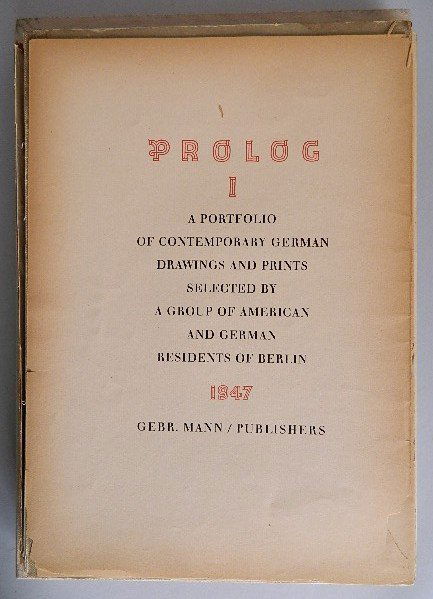 PROLOG
I
A PORTFOLIO
OF CONTEMPORARY GERMAN
DRAWINGS AND PRINTS
SELECTED BY
A GROUP OF AMERICAN
AND GERMAN
RESIDENTS OF BERLIN
1947
GEBR. MANN / PUBLISHERS